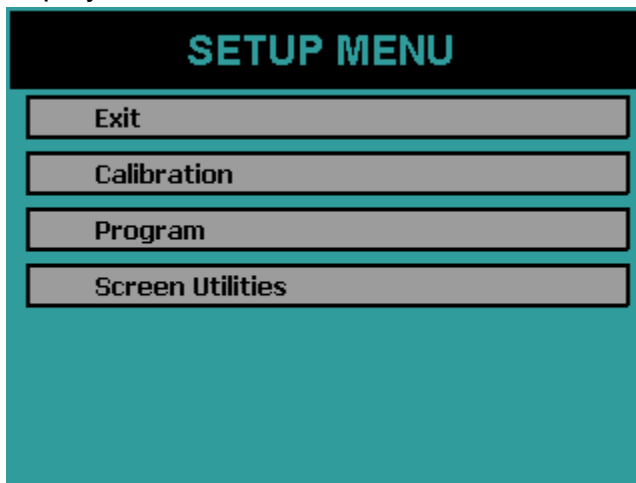 SETUP MENU
Exit
Calibration
Program
Screen Utilities